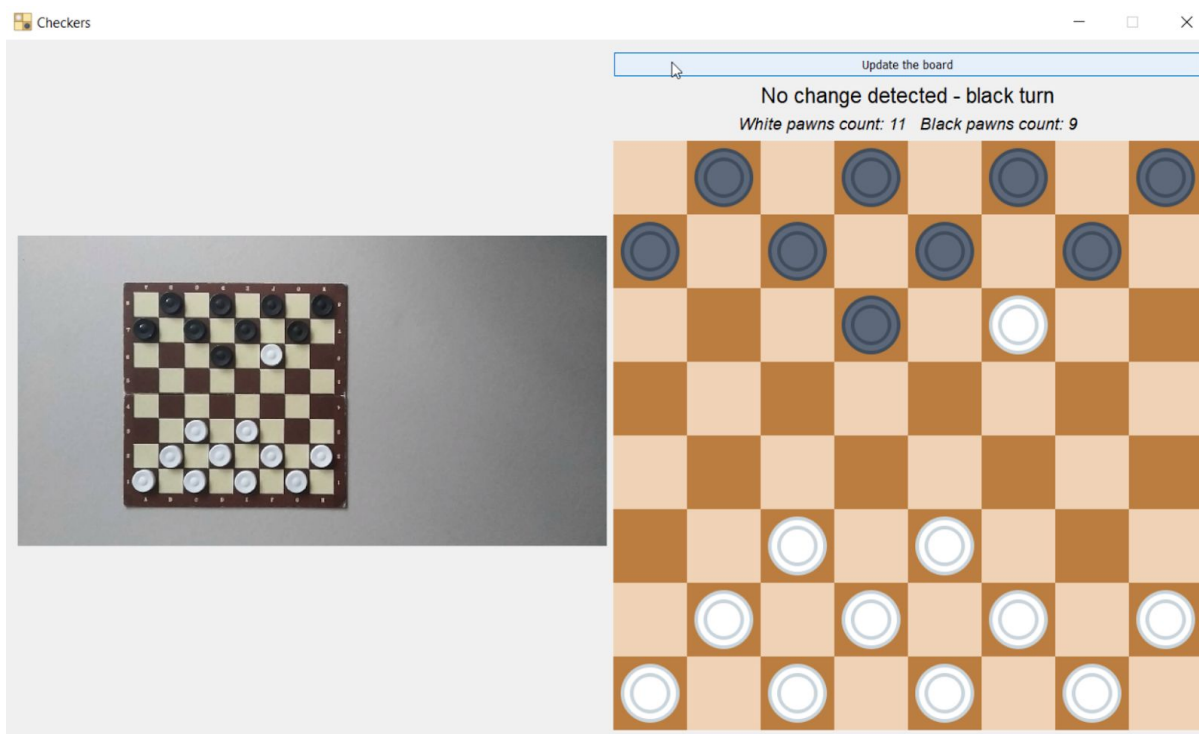 Checkers
Update the board
No change detected - black turn
White pawns count: 11 Black pawns count: 9